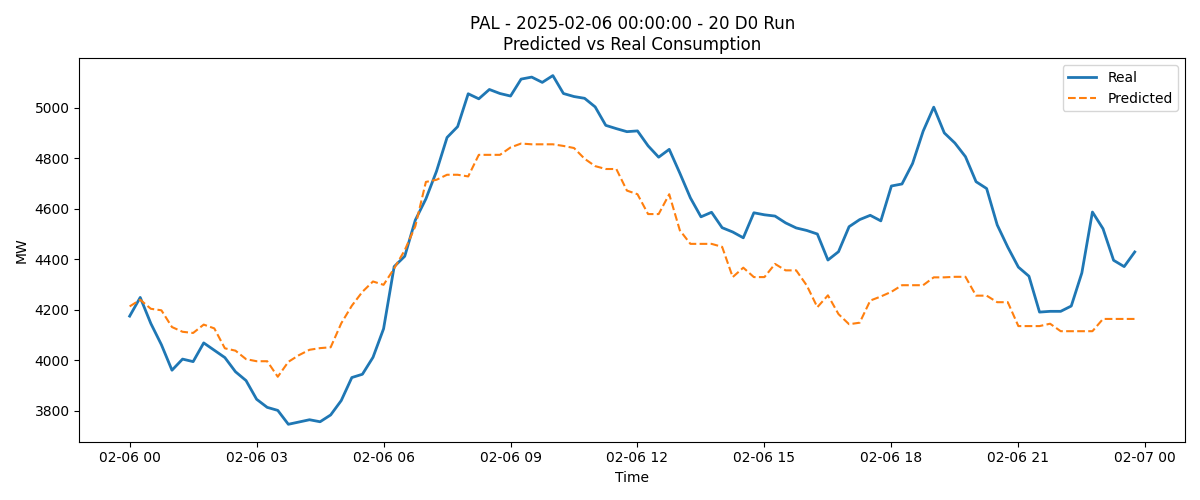 PAL - 2025-02-06 00:00:00 - 20 D0 Run
Predicted vs Real Consumption
Real
Predicted
MW
5000
4800
4600
4400
4200
4000
3800
02-06 00
02-06 03
02-06 06
02-06 09
02-06 12
02-06 15
02-06 18
02-06 21
02-07 00
Time